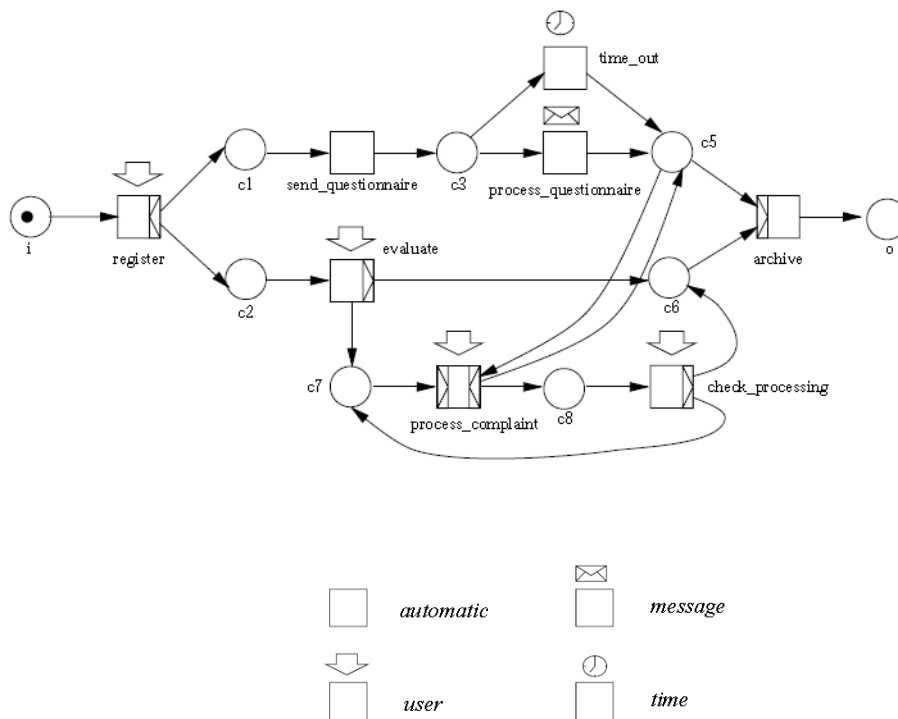 time_out
c5
c1
send_questionnaire
c3
process_questionnaire
i
register
evaluate
archive
o
c2
c6
c7
process_complaint
c8
check_processing
automatic
message
user
time